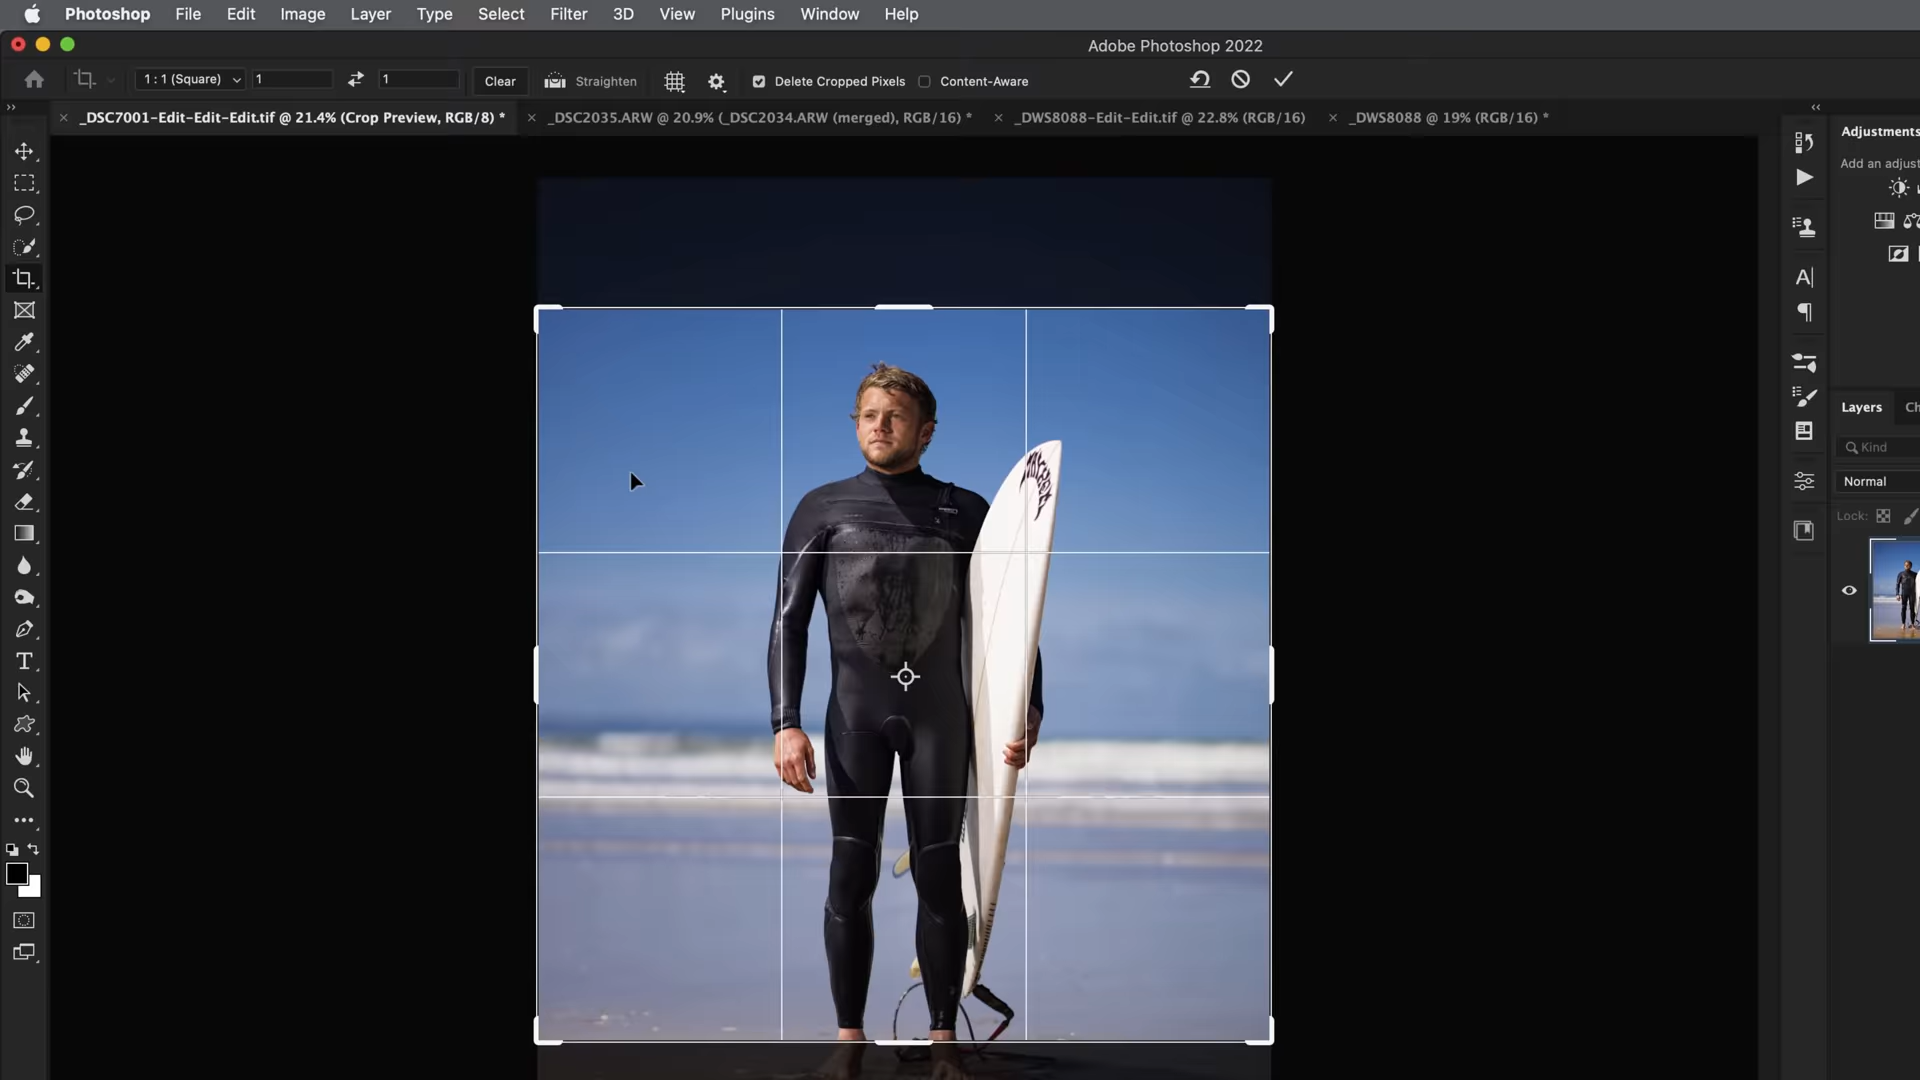 Photoshop File Edit Image Layer Type Select Filter 3D View Plugins Window Help
Adobe Photoshop 2022
1 : 1 (Square) 1 1 Clear Straighten Delete Cropped Pixels Content-Aware
_DSC7001-Edit-Edit-Edit.tif @ 21.4% (Crop Preview, RGB/8) * _DSC2035.ARW @ 20.9% (_DSC2034.ARW (merged), RGB/16) * _DWS8088-Edit-Edit.tif @ 22.8% (RGB/16) _DWS8088 @ 19% (RGB/16) *
Adjustments
Add an adjust
Layers Ch
Kind
Normal
Lock: